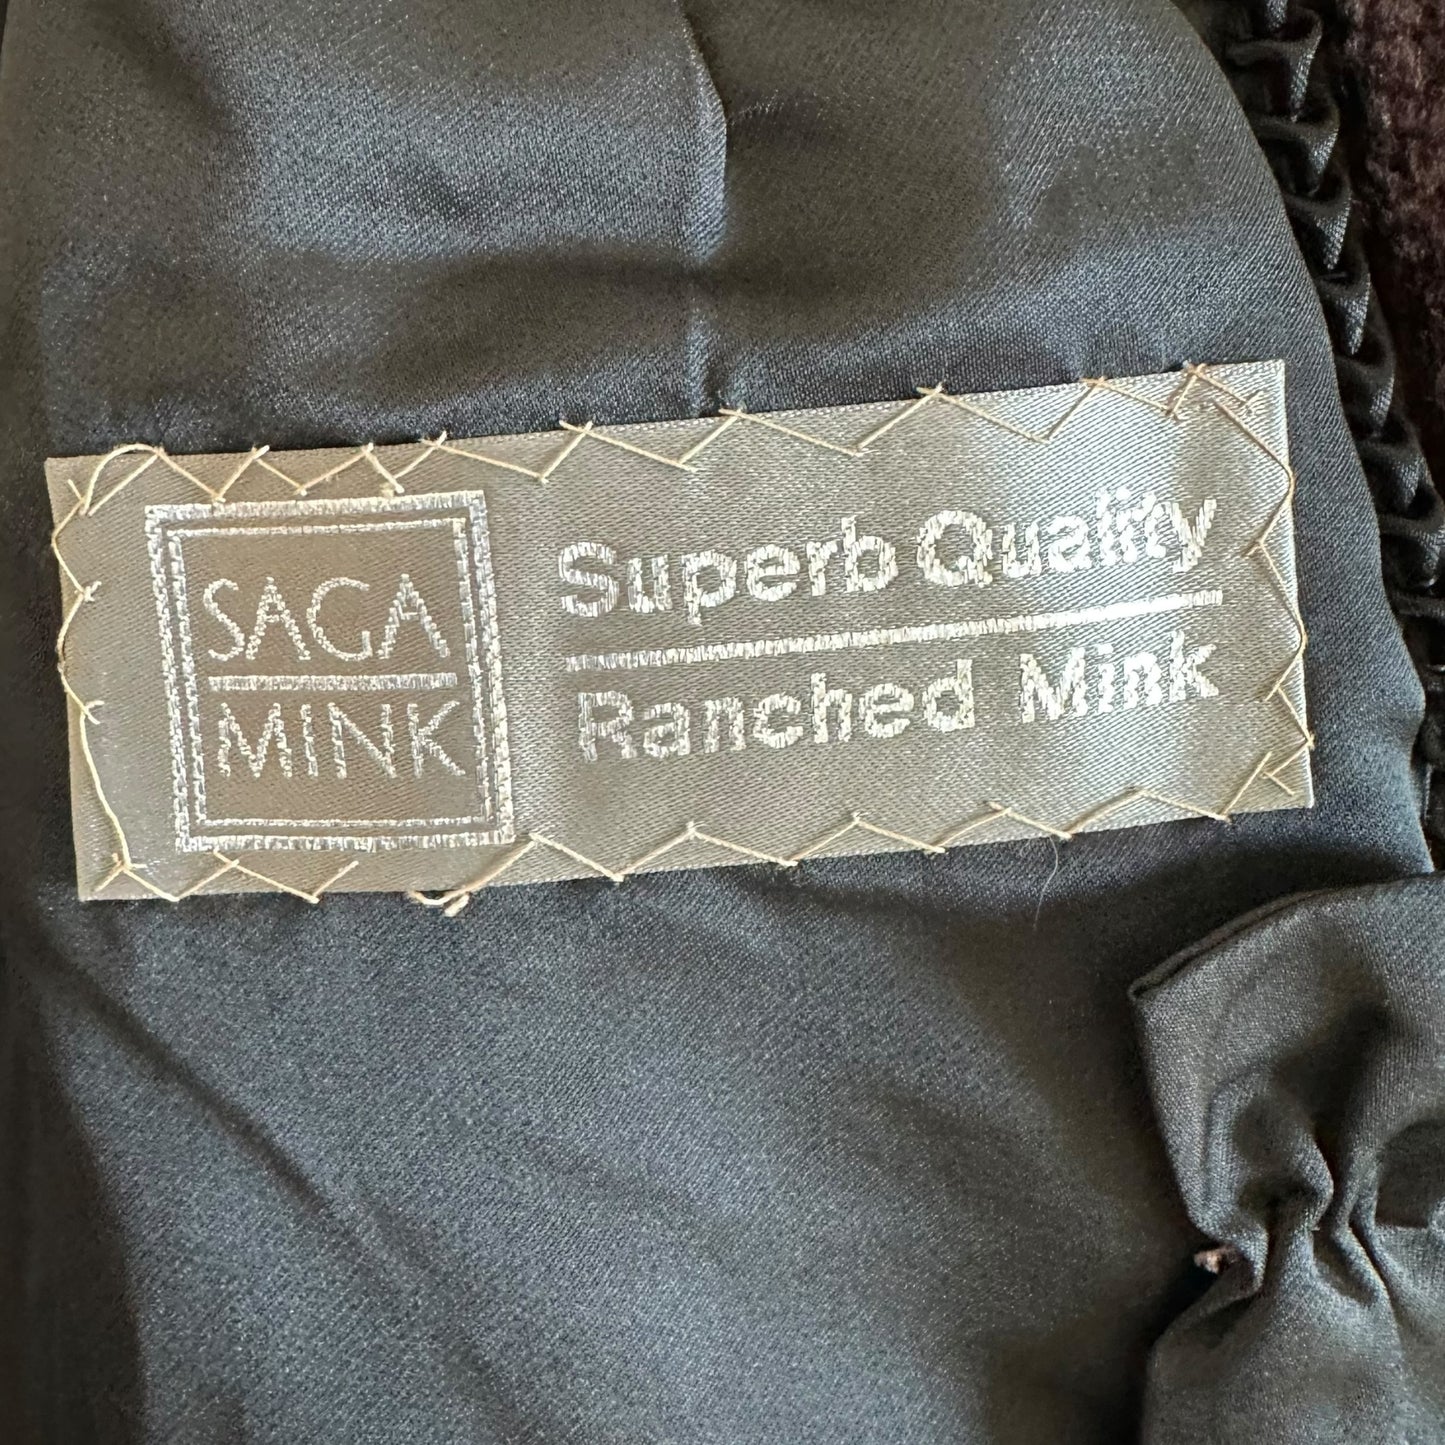 SAGA
MINK
Superb Quality
Ranched Mink